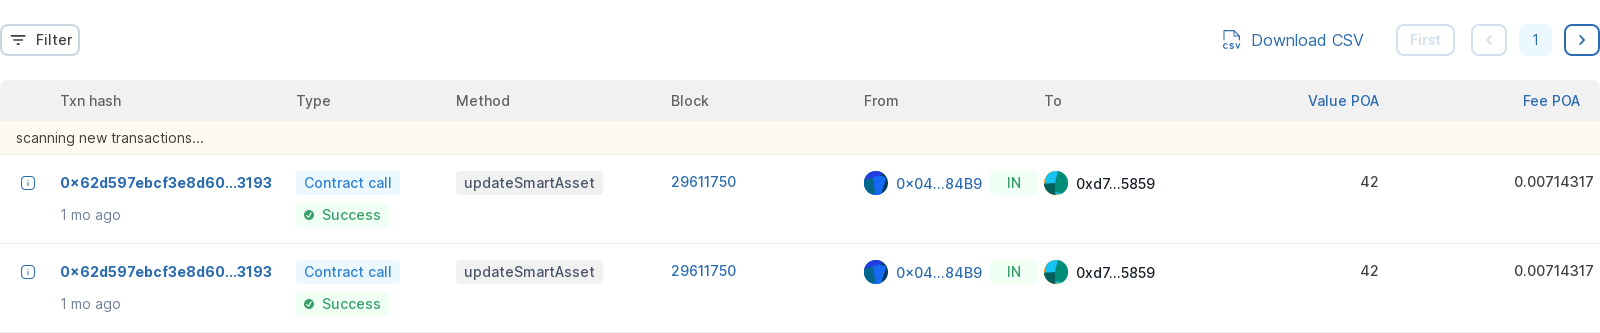 Filter
CSV Download CSV First 1
Txn hash Type Method Block From To Value POA Fee POA
scanning new transactions...
0x62d597ebcf3e8d60...3193 Contract call updateSmartAsset 29611750 0x04...84B9 IN 0xd7...5859 42 0.00714317
1 mo ago Success
0x62d597ebcf3e8d60...3193 Contract call updateSmartAsset 29611750 0x04...84B9 IN 0xd7...5859 42 0.00714317
1 mo ago Success